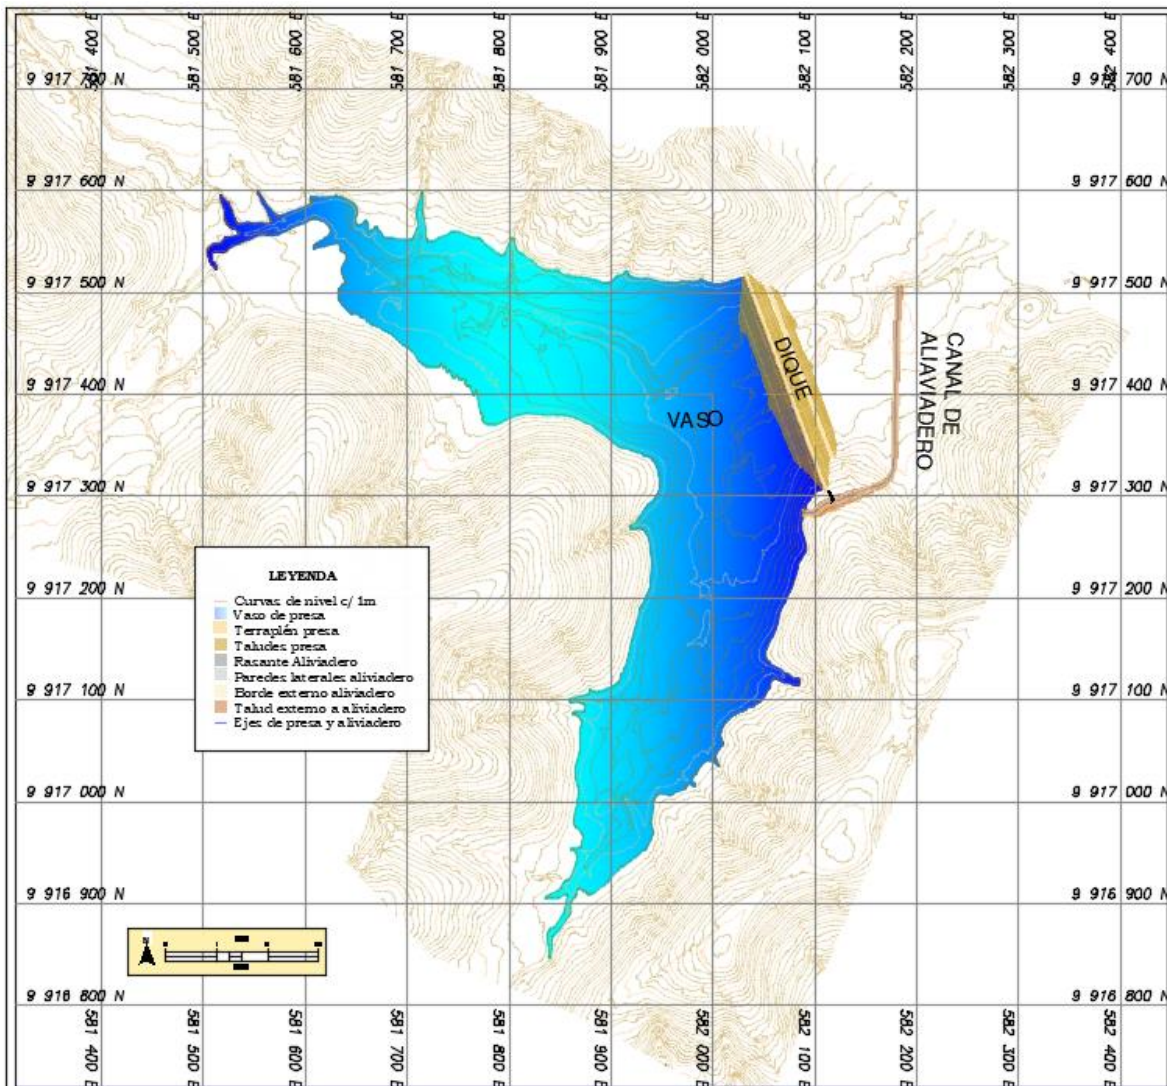 581 400 E
581 500 E
581 600 E
581 700 E
581 800 E
581 900 E
582 000 E
582 100 E
582 200 E
582 300 E
582 400 E
9 917 700 N
9 917 700 N
9 917 600 N
9 917 600 N
9 917 500 N
9 917 500 N
9 917 400 N
9 917 400 N
9 917 300 N
9 917 300 N
9 917 200 N
9 917 200 N
9 917 100 N
9 917 100 N
9 917 000 N
9 917 000 N
9 916 900 N
9 916 900 N
9 916 800 N
9 916 800 N
DIQUE
VASO
CANAL DE
ALIAVIADERO
LEYENDA
Curvas de nivel c/ 1m
Vaso de presa
Terraplén presa
Taludes presa
Rasante Aliviadero
Paredes laterales aliviadero
Borde externo aliviadero
Talud externo a aliviadero
Ejes de presa y aliviadero
N
581 400 E
581 500 E
581 600 E
581 700 E
581 800 E
581 900 E
582 000 E
582 100 E
582 200 E
582 300 E
582 400 E